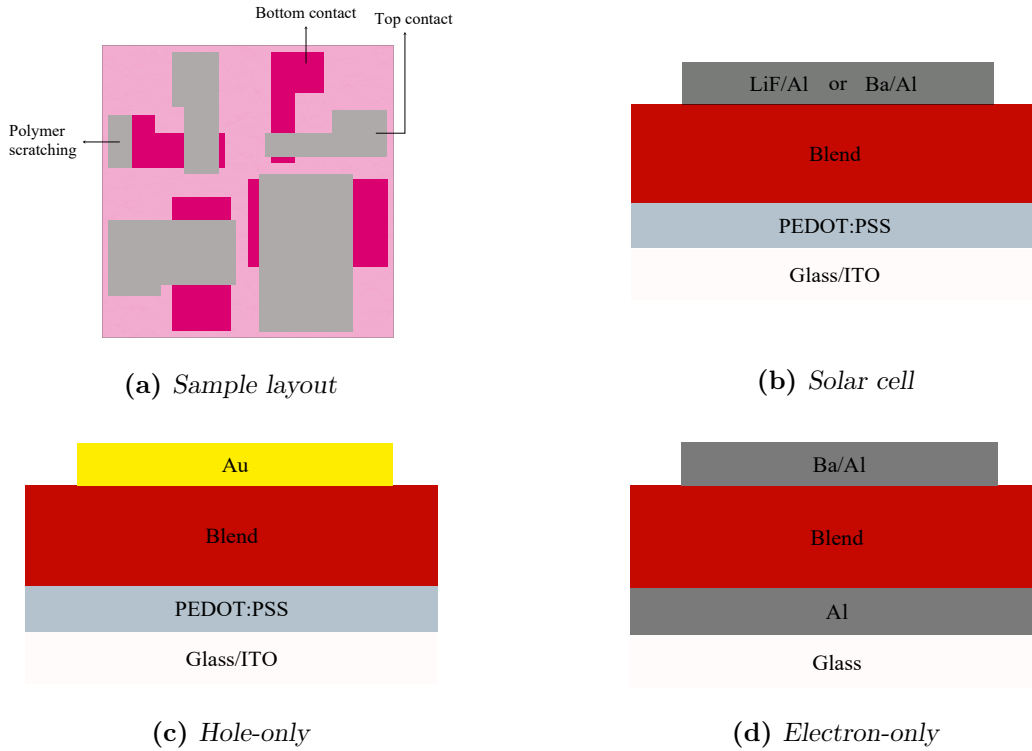 Bottom contact
Top contact
Polymer
scratching
(a) Sample layout
LiF/Al or Ba/Al
Blend
PEDOT:PSS
Glass/ITO
(b) Solar cell
Au
Blend
PEDOT:PSS
Glass/ITO
(c) Hole-only
Ba/Al
Blend
Al
Glass
(d) Electron-only